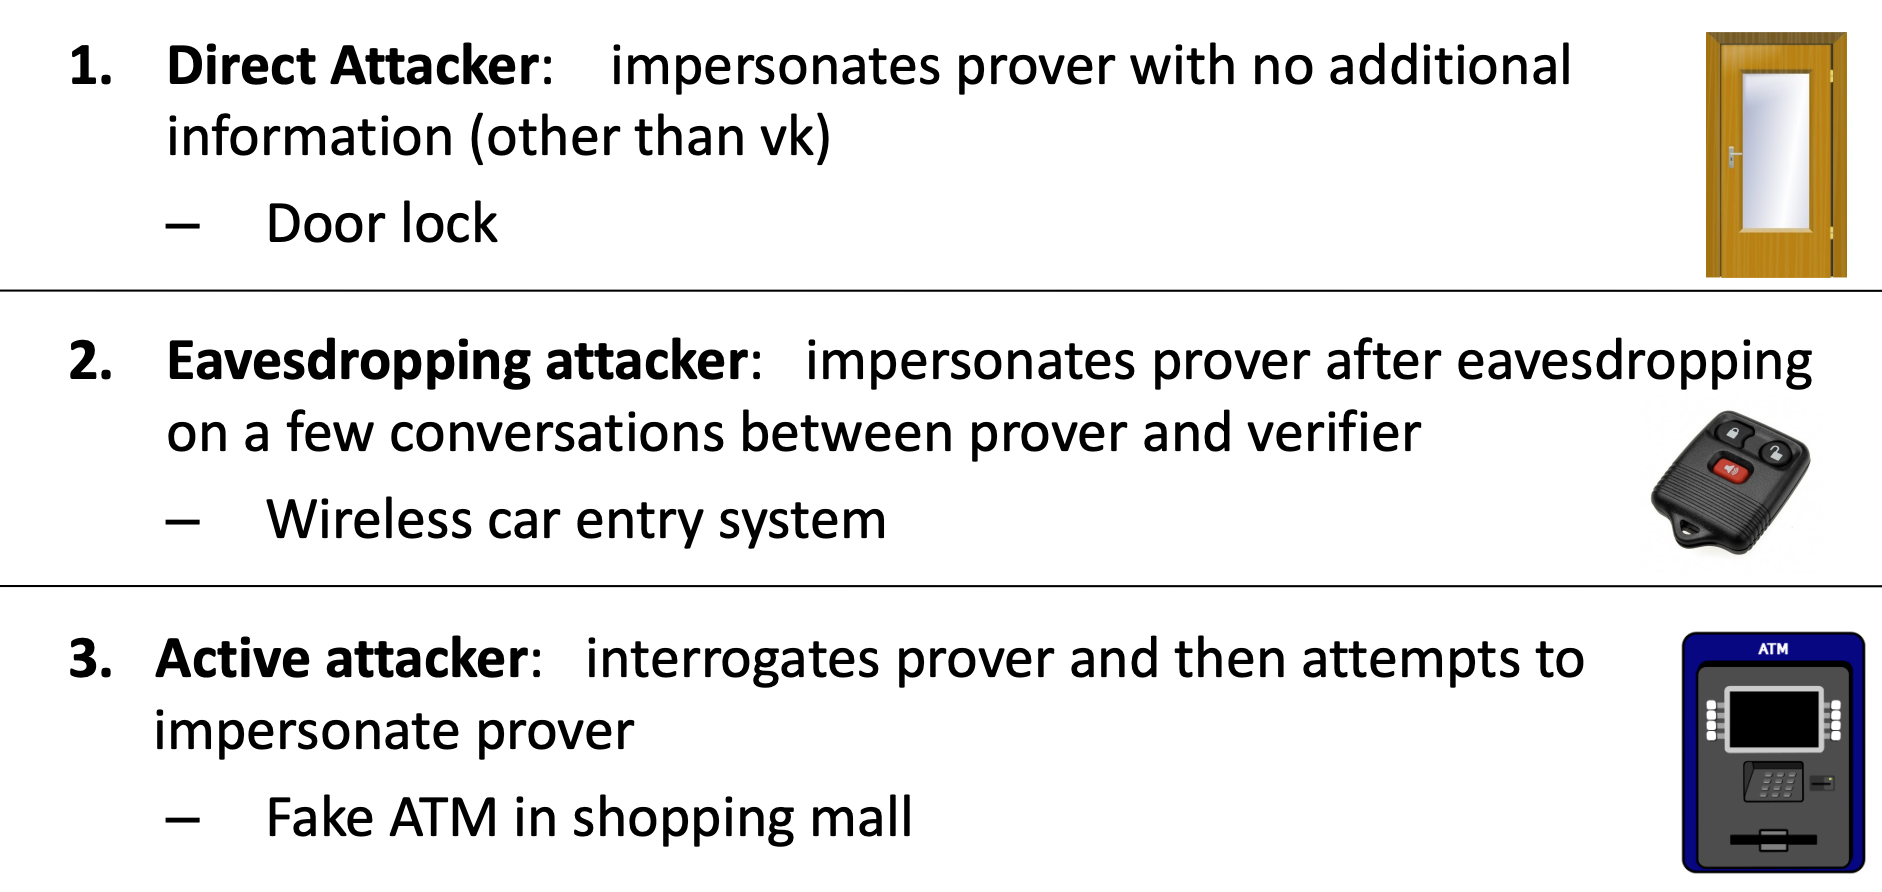 1. Direct Attacker: impersonates prover with no additional
information (other than vk)
– Door lock
2. Eavesdropping attacker: impersonates prover after eavesdropping
on a few conversations between prover and verifier
– Wireless car entry system
3. Active attacker: interrogates prover and then attempts to
impersonate prover
ATM
– Fake ATM in shopping mall